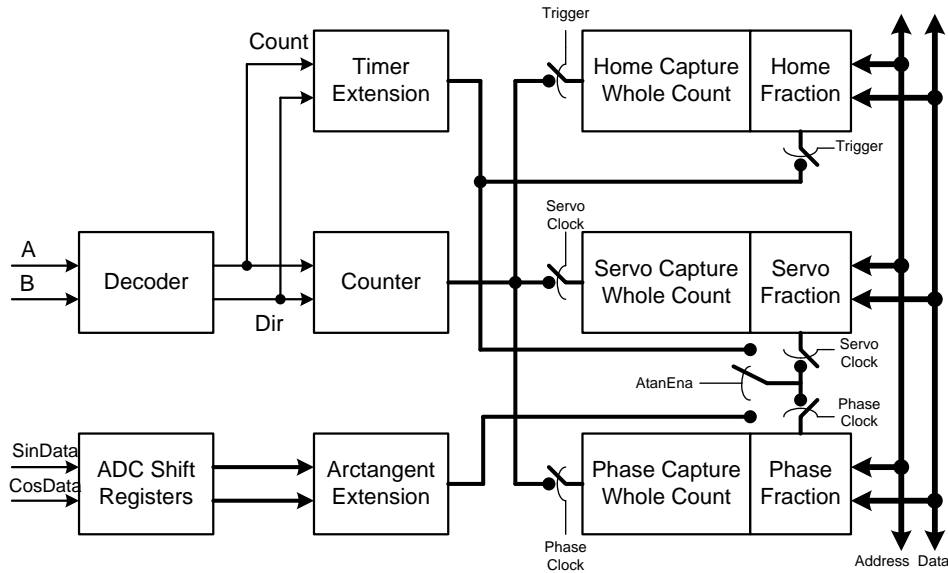 Trigger
Count
Timer
Extension
Home Capture
Whole Count
Home
Fraction
Trigger
Servo
Clock
A
B
Decoder
Counter
Servo Capture
Whole Count
Servo
Fraction
Dir
Servo
Clock
AtanEna
Phase
Clock
SinData
CosData
ADC Shift
Registers
Arctangent
Extension
Phase Capture
Whole Count
Phase
Fraction
Phase
Clock
Address
Data